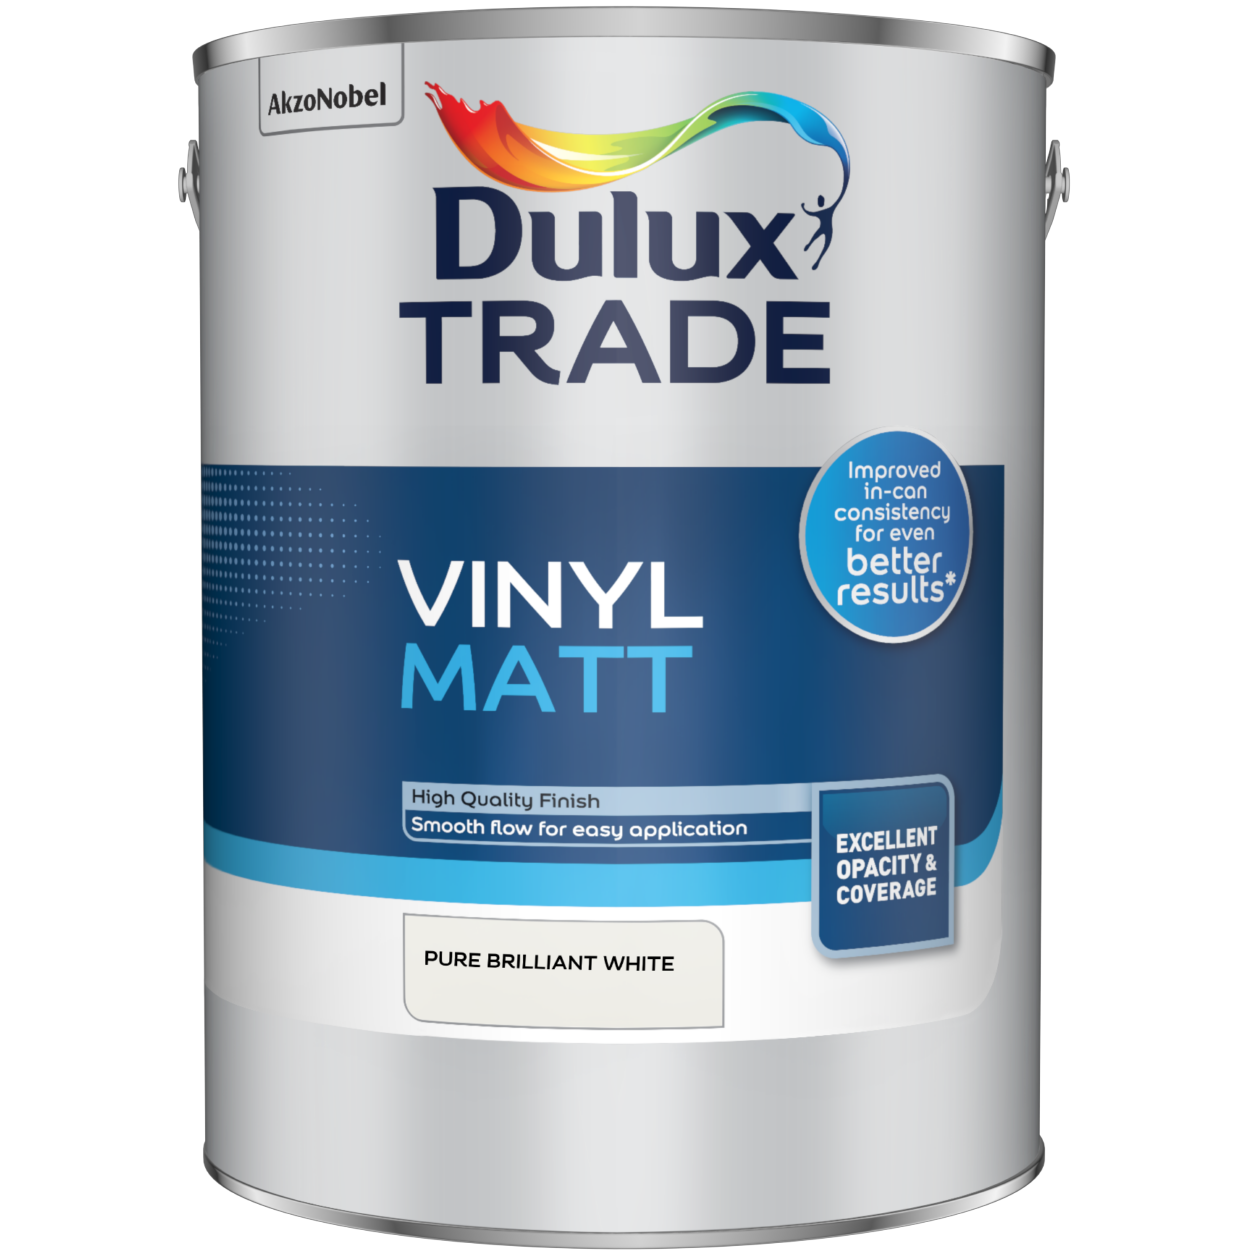 AkzoNobel
Dulux
TRADE
Improved
in-can
consistency
for even
better
results*
VINYL
MATT
High Quality Finish
Smooth flow for easy application
EXCELLENT
OPACITY &
COVERAGE
PURE BRILLIANT WHITE